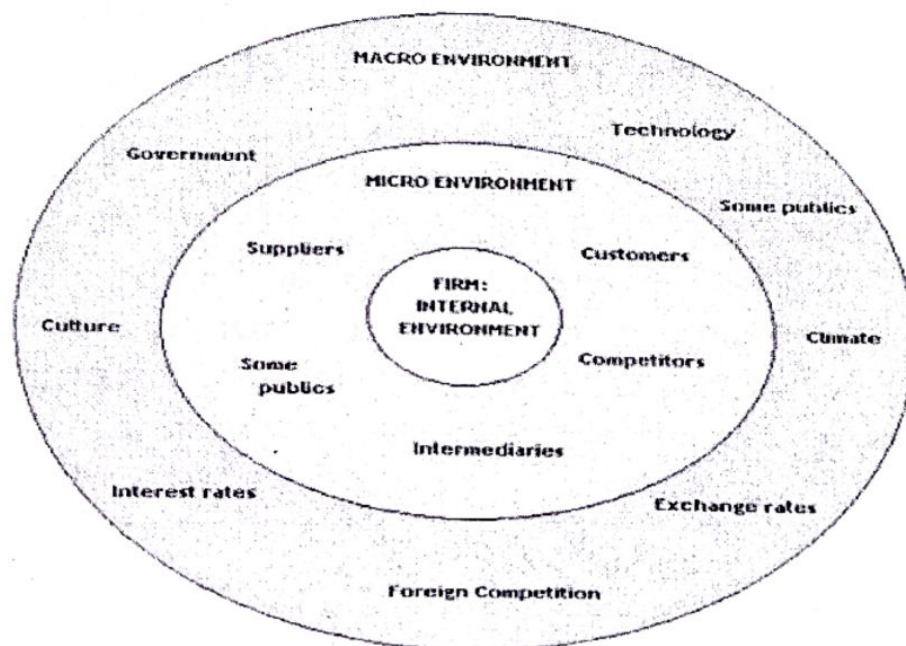 MACRO ENVIRONMENT
Technology
Government
MICRO ENVIRONMENT
Some publics
Suppliers
Customers
FIRM:
INTERNAL
ENVIRONMENT
Culture
Climate
Some
publics
Competitors
Intermediaries
Interest rates
Exchange rates
Foreign Competition